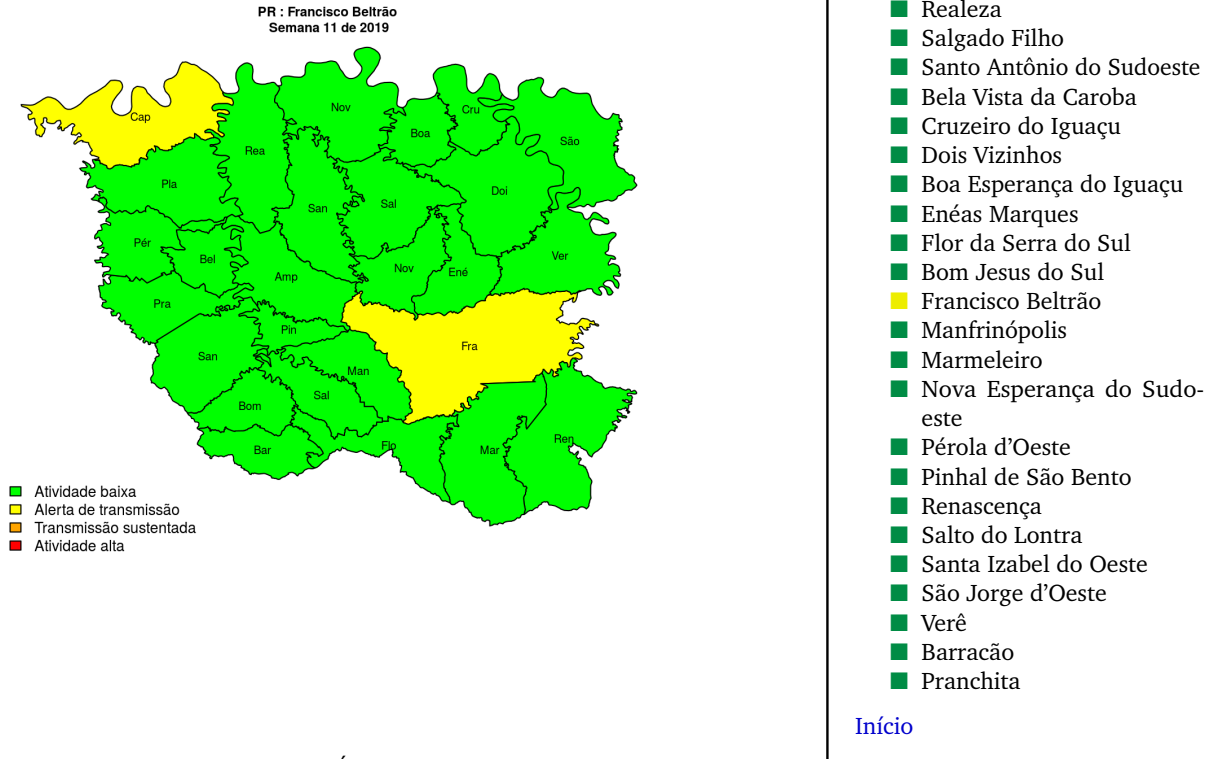 PR : Francisco Beltrão
Semana 11 de 2019
Cap
Nov
Cru
Boa
São
Rea
Pla
Doi
Sal
San
Pér
Bel
Ver
Nov
Ené
Amp
Pra
Pin
Fra
San
Man
Sal
Bom
Ren
Flo
Bar
Mar
Atividade baixa
Alerta de transmissão
Transmissão sustentada
Atividade alta
Realeza
Salgado Filho
Santo Antônio do Sudoeste
Bela Vista da Caroba
Cruzeiro do Iguaçu
Dois Vizinhos
Boa Esperança do Iguaçu
Enéas Marques
Flor da Serra do Sul
Bom Jesus do Sul
Francisco Beltrão
Manfrinópolis
Marmeleiro
Nova Esperança do Sudo-
este
Pérola d'Oeste
Pinhal de São Bento
Renascença
Salto do Lontra
Santa Izabel do Oeste
São Jorge d'Oeste
Verê
Barracão
Pranchita
Início